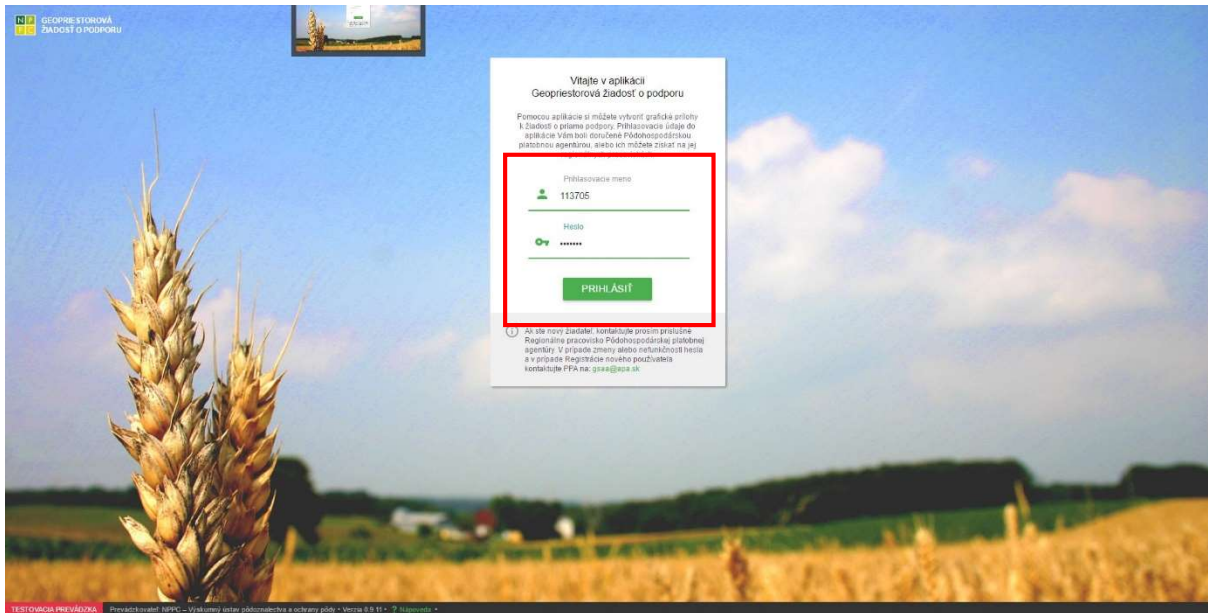 GEOPRIESTOROVÁ
ŽIADOSŤ O PODPORU
Vitajte v aplikácii
Geopriestorová žiadosť o podporu
Pomocou aplikácie si môžete vytvoriť grafické prílohy
k žiadosti o priame podpory. Prihlasovacie údaje do
aplikácie Vám boli doručené Pôdohospodárskou
platobnou agentúrou, alebo ich môžete získať na jej
Prihlasovacie meno
113705
Heslo
•••••••
PRIHLÁSIŤ
Ak ste nový žiadateľ, kontaktujte prosím príslušné
Regionálne pracovisko Pôdohospodárskej platobnej
agentúry. V prípade zmeny alebo nefunkčnosti hesla
a v prípade Registrácie nového používateľa
kontaktujte PPA na: gsaa@apa.sk
TESTOVACIA PREVÁDZKA Prevádzkovateľ: NPPC – Výskumný ústav pôdoznalectva a ochrany pôdy • Verzia 0.9.11 • ? Nápoveda •